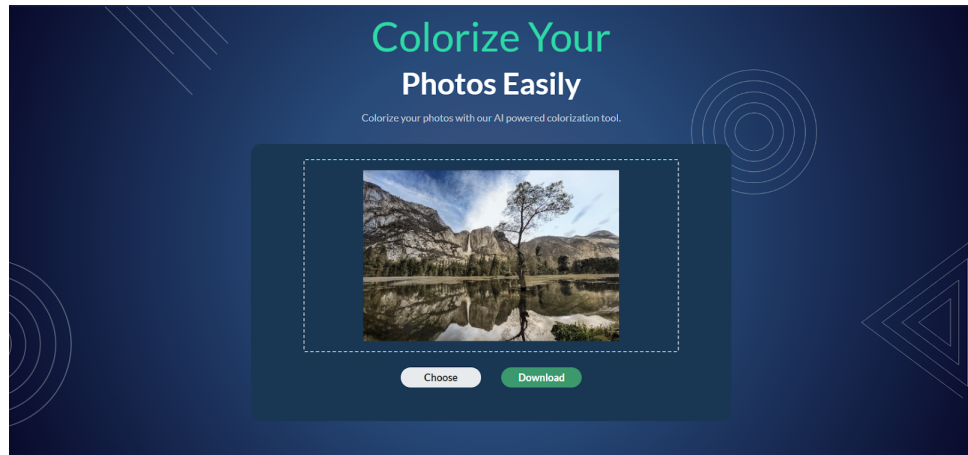 Colorize Your
Photos Easily
Colorize your photos with our AI powered colorization tool.
Choose
Download